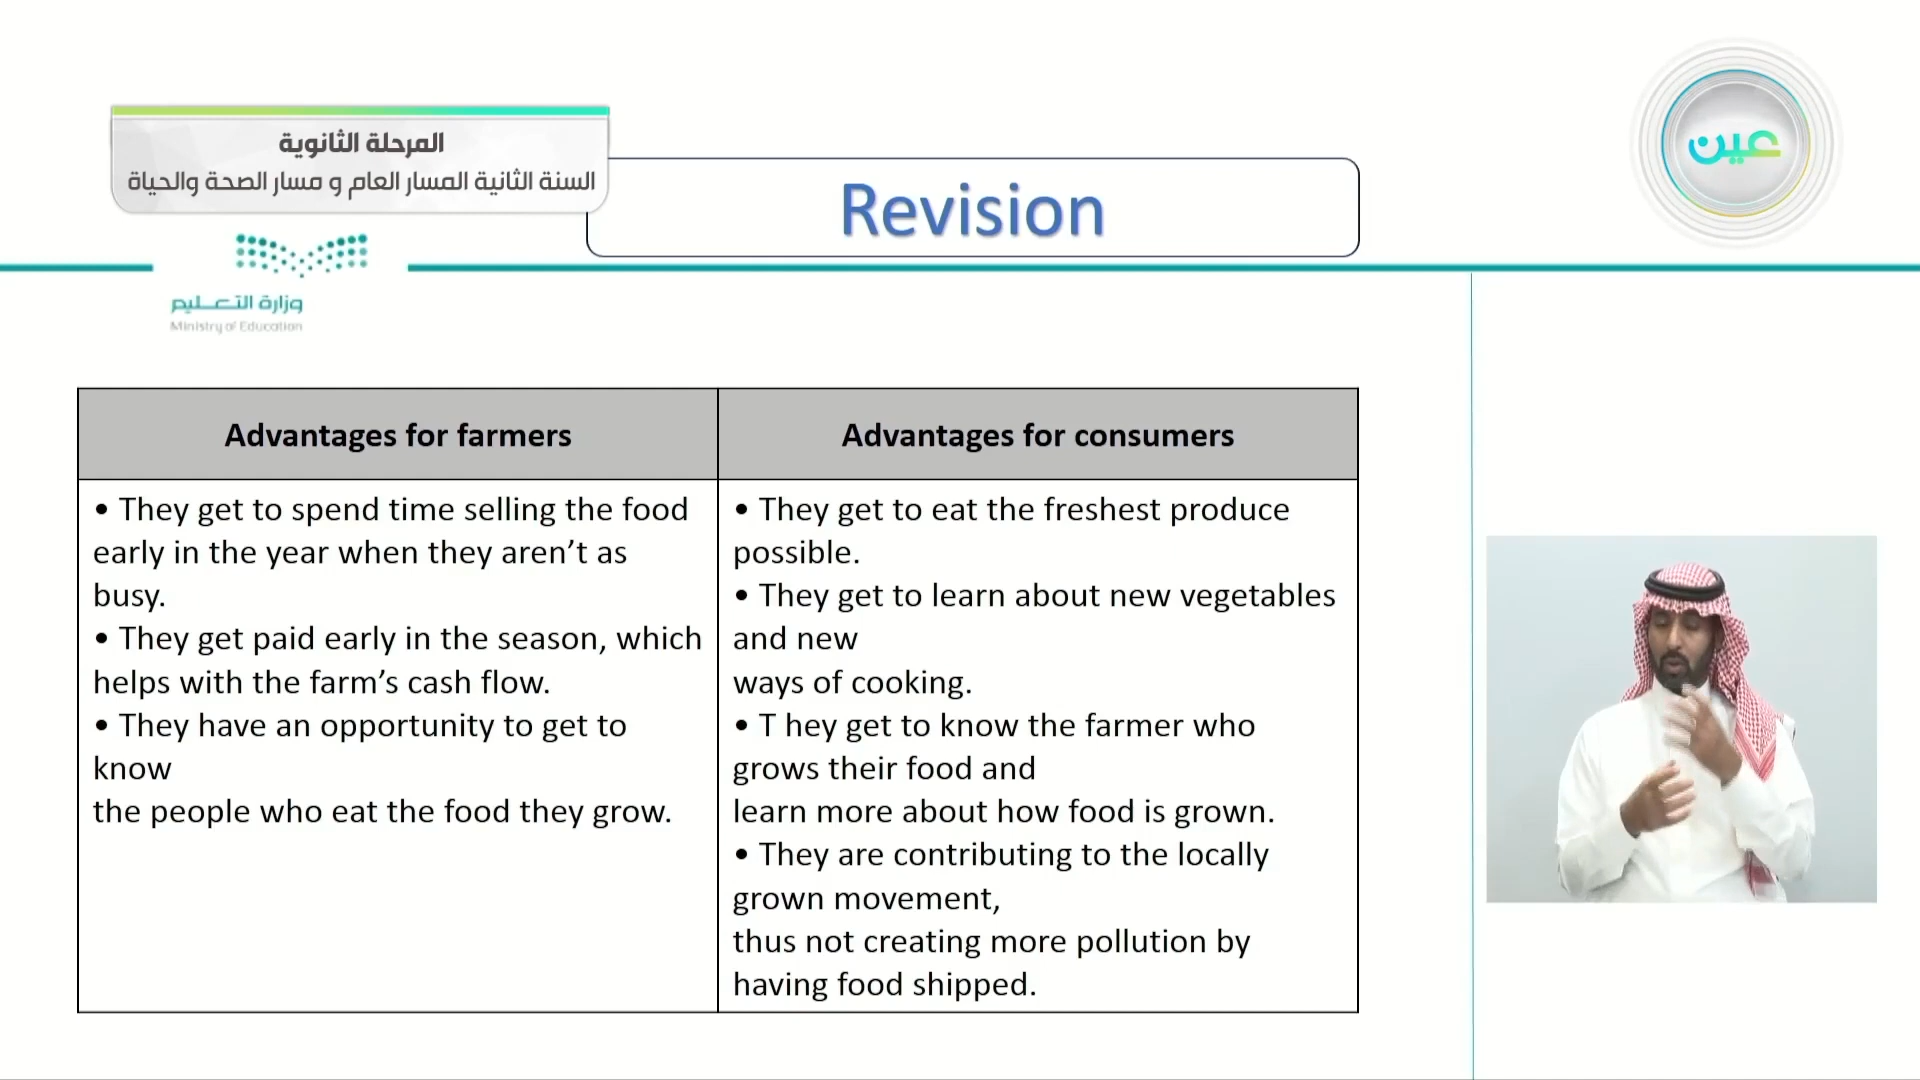 المرحلة الثانوية
السنة الثانية المسار العام و مسار الصحة والحياة
عين
Revision
وزارة التعليم
Ministry of Education
Advantages for farmers
• They get to spend time selling the food
early in the year when they aren’t as
busy.
• They get paid early in the season, which
helps with the farm’s cash flow.
• They have an opportunity to get to
know
the people who eat the food they grow.
Advantages for consumers
• They get to eat the freshest produce
possible.
• They get to learn about new vegetables
and new
ways of cooking.
• T hey get to know the farmer who
grows their food and
learn more about how food is grown.
• They are contributing to the locally
grown movement,
thus not creating more pollution by
having food shipped.